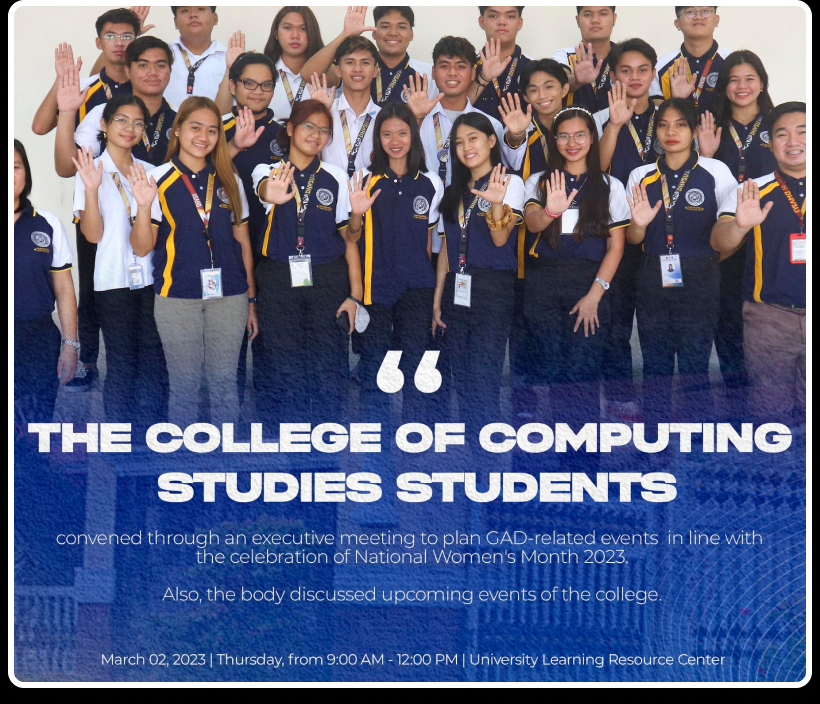 “
THE COLLEGE OF COMPUTING
STUDIES STUDENTS
convened through an executive meeting to plan GAD-related events in line with
the celebration of National Women's Month 2023.
Also, the body discussed upcoming events of the college.
March 02, 2023 | Thursday, from 9:00 AM - 12:00 PM | University Learning Resource Center